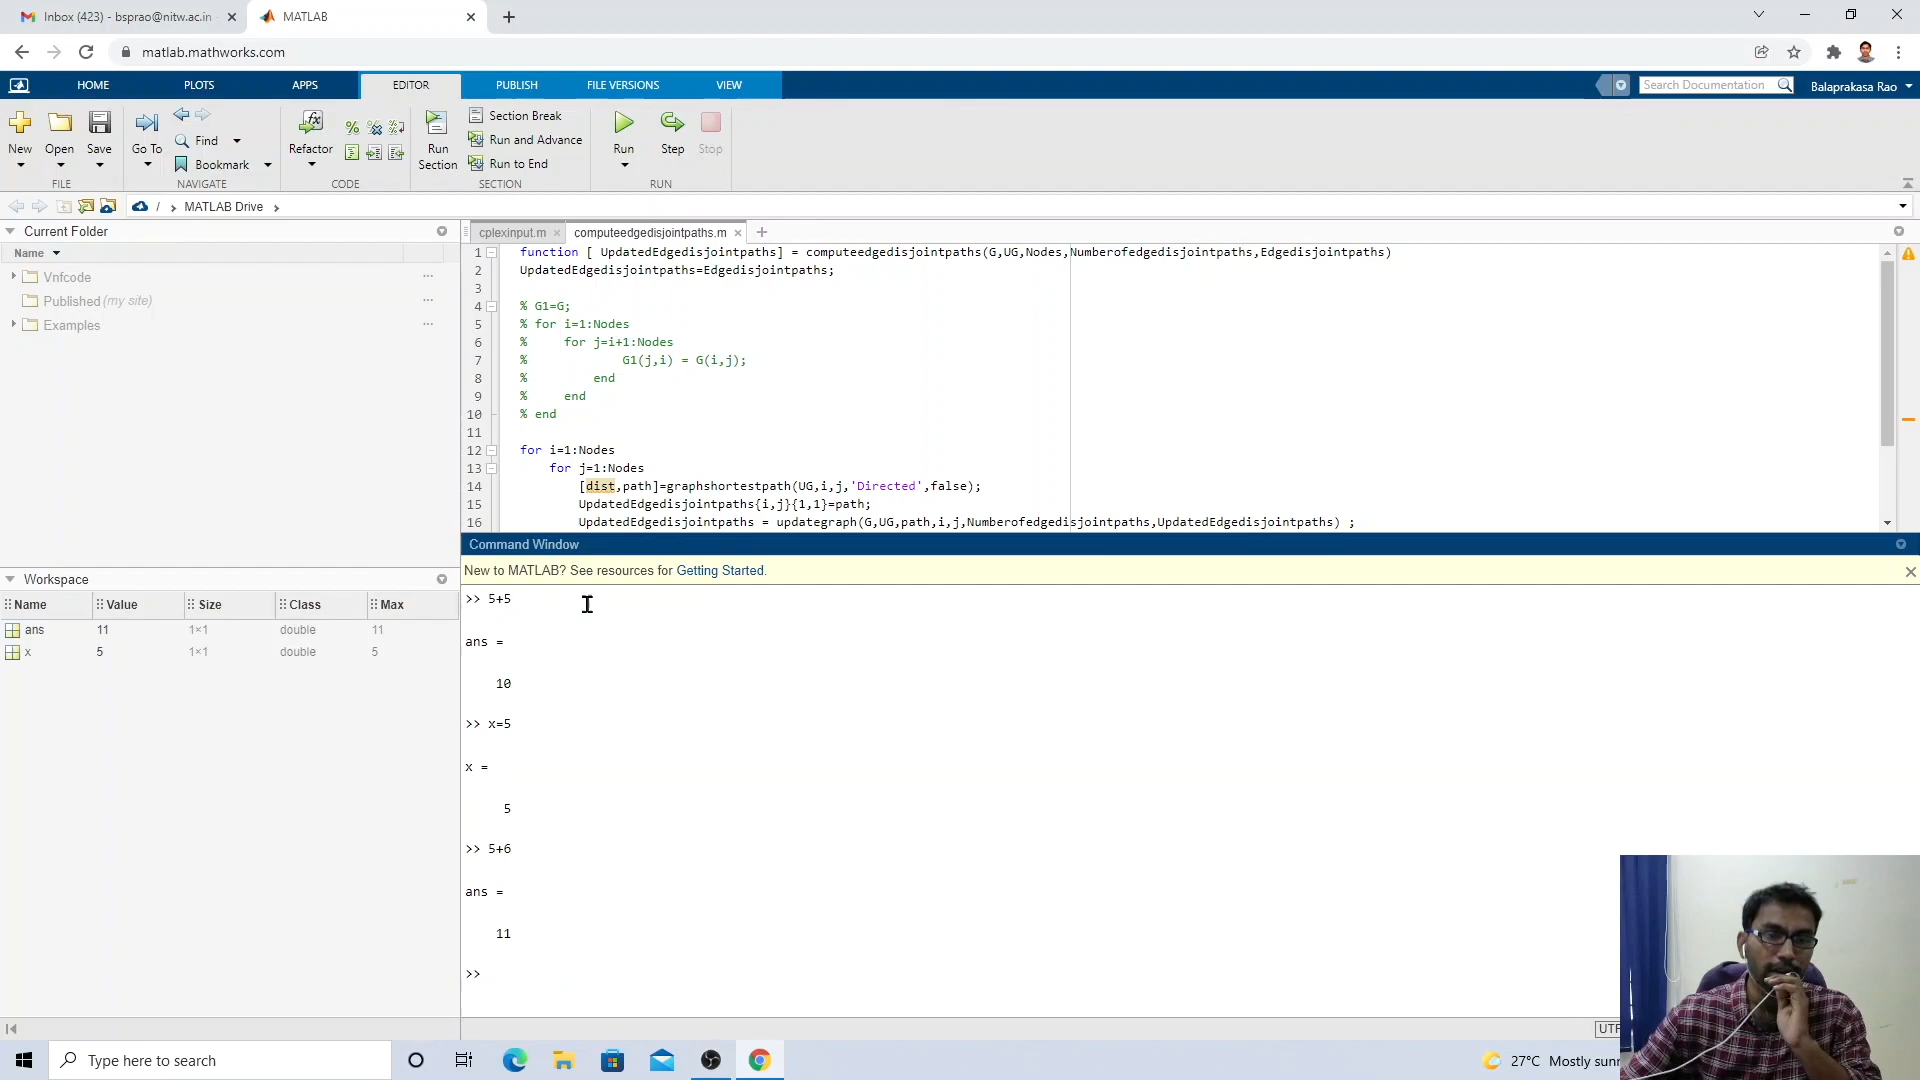 Inbox (423) - bsprao@nitw.ac.in
MATLAB
matlab.mathworks.com
HOME PLOTS APPS EDITOR PUBLISH FILE VERSIONS VIEW
Search Documentation
Balaprakasa Rao
New Open Save
FILE
Go To
Find
Bookmark
NAVIGATE
Refactor
CODE
Run Section
Section Break
Run and Advance
Run to End
SECTION
Run Step Stop
RUN
/ MATLAB Drive
Current Folder
Name
Vnfcode
Published (my site)
Examples
cplexinput.m
computeedgedisjointpaths.m
1 function [ UpdatedEdgedisjointpaths] = computeedgedisjointpaths(G,UG,Nodes,Numberofedgedisjointpaths,Edgedisjointpaths)
2 UpdatedEdgedisjointpaths=Edgedisjointpaths;
3
4 % G1=G;
5 % for i=1:Nodes
6 % for j=i+1:Nodes
7 % G1(j,i) = G(i,j);
8 % end
9 % end
10 % end
11
12 for i=1:Nodes
13 for j=1:Nodes
14 [dist,path]=graphshortestpath(UG,i,j,'Directed',false);
15 UpdatedEdgedisjointpaths{i,j}{1,1}=path;
16 UpdatedEdgedisjointpaths = updategraph(G,UG,path,i,j,Numberofedgedisjointpaths,UpdatedEdgedisjointpaths) ;
Workspace
Name Value Size Class Max
ans 11 1×1 double 11
x 5 1×1 double 5
Command Window
New to MATLAB? See resources for Getting Started.
>> 5+5
ans =
10
>> x=5
x =
5
>> 5+6
ans =
11
>>
UTF
Type here to search
27°C Mostly sunn